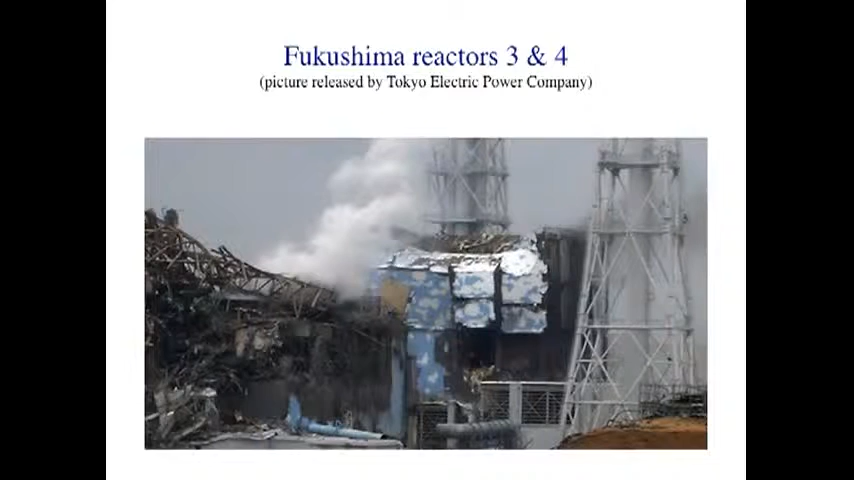 Fukushima reactors 3 & 4
(picture released by Tokyo Electric Power Company)